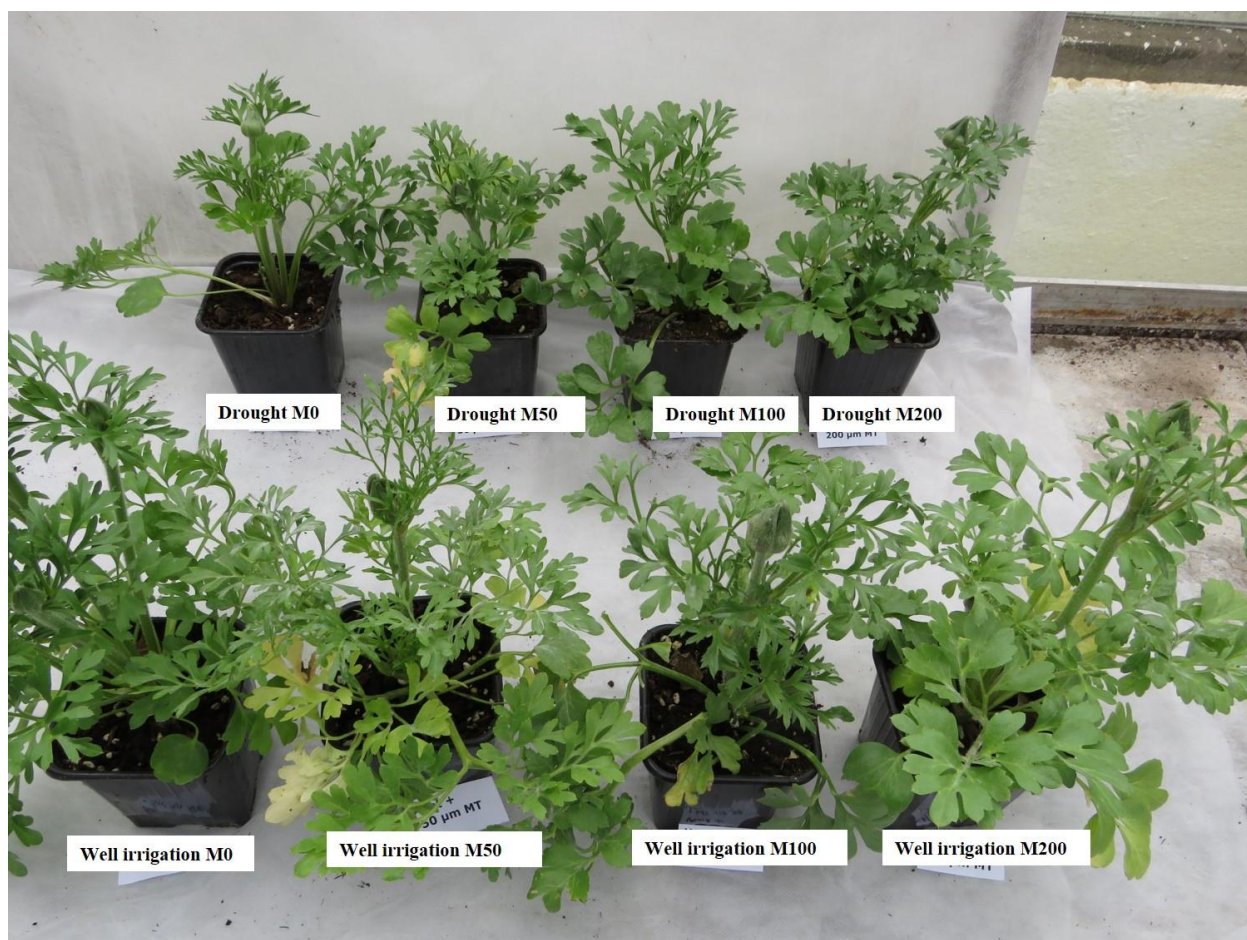 Drought M0
Drought M50
Drought M100
Drought M200
200 µm MT
+
50 µm MT
Well irrigation M0
Well irrigation M50
Well irrigation M100
Well irrigation M200
MT